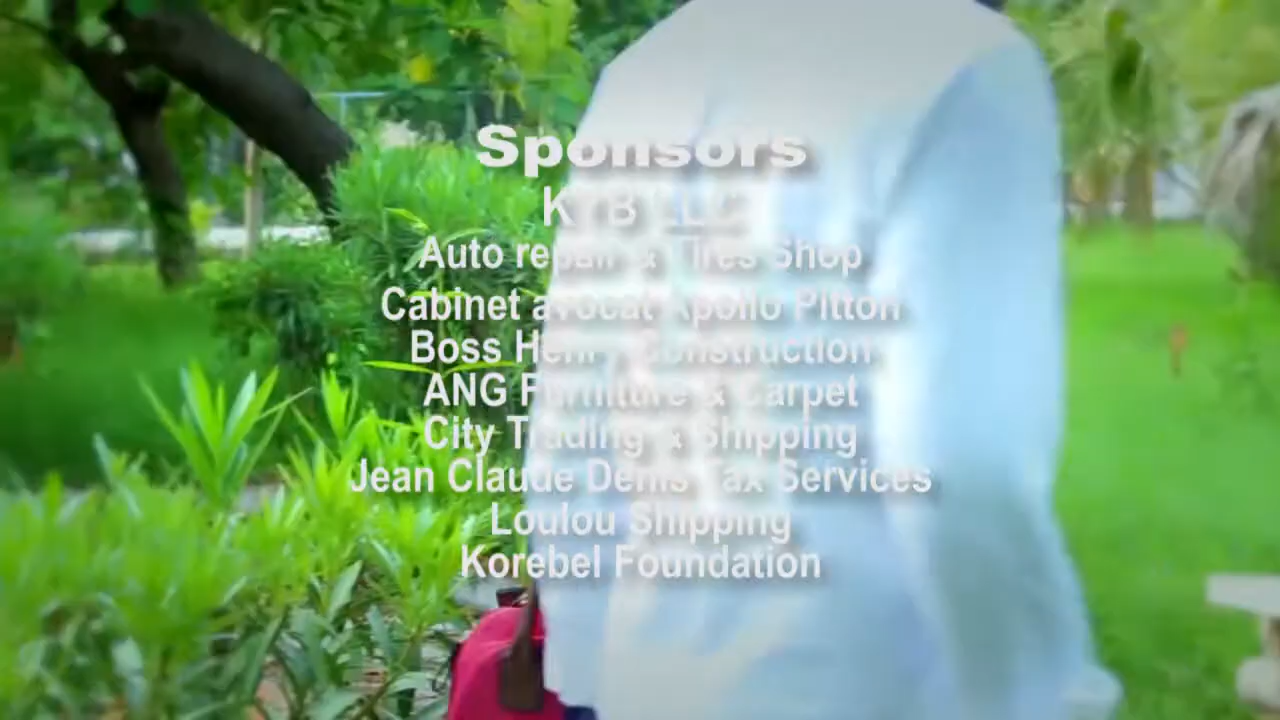 Sponsors
KYB LLC
Auto repair & Tires Shop
Cabinet avocat Apollo Pitton
Boss Henry Construction
ANG Furniture & Carpet
City Trading & Shipping
Jean Claude Denis Tax Services
Loulou Shipping
Korebel Foundation